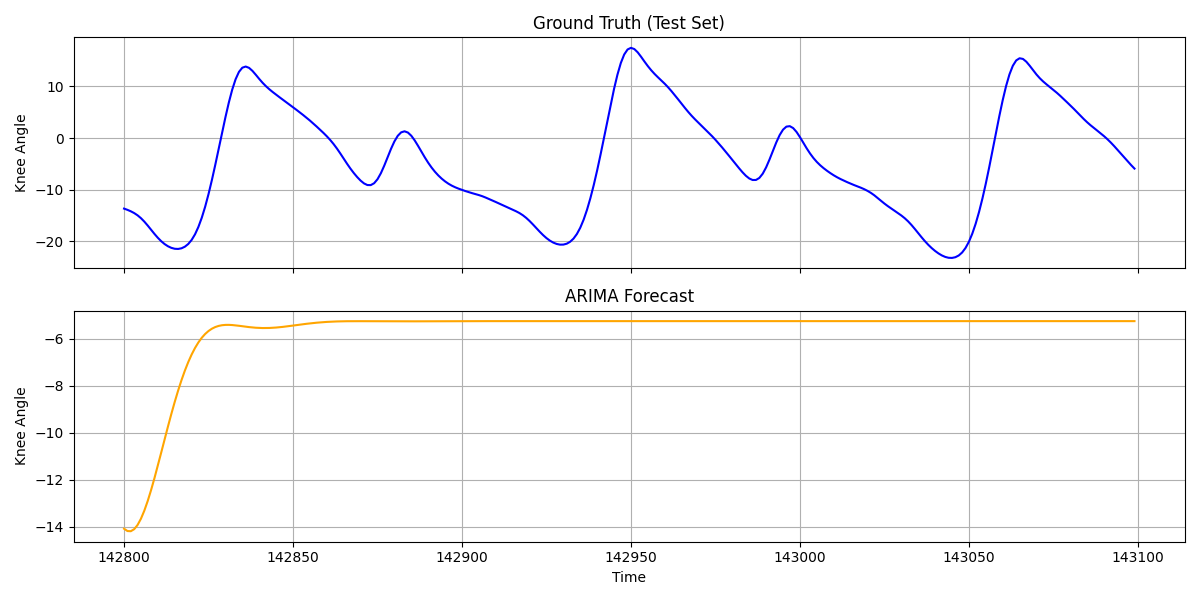 Ground Truth (Test Set)
10
0
−10
−20
Knee Angle
ARIMA Forecast
−6
−8
−10
−12
−14
Knee Angle
142800 142850 142900 142950 143000 143050 143100
Time